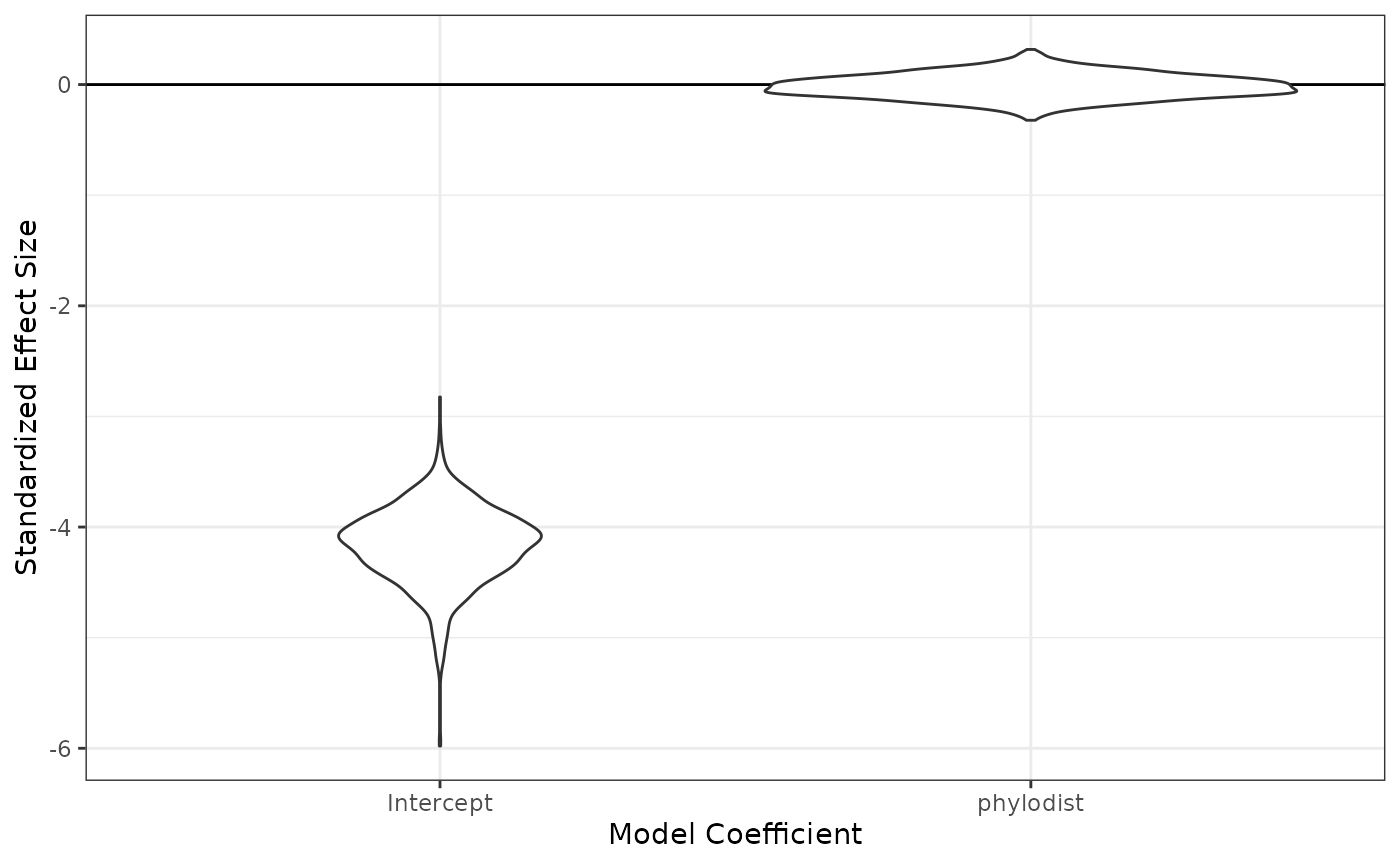 Standardized Effect Size
0
-2
-4
-6
Intercept
phylodist
Model Coefficient